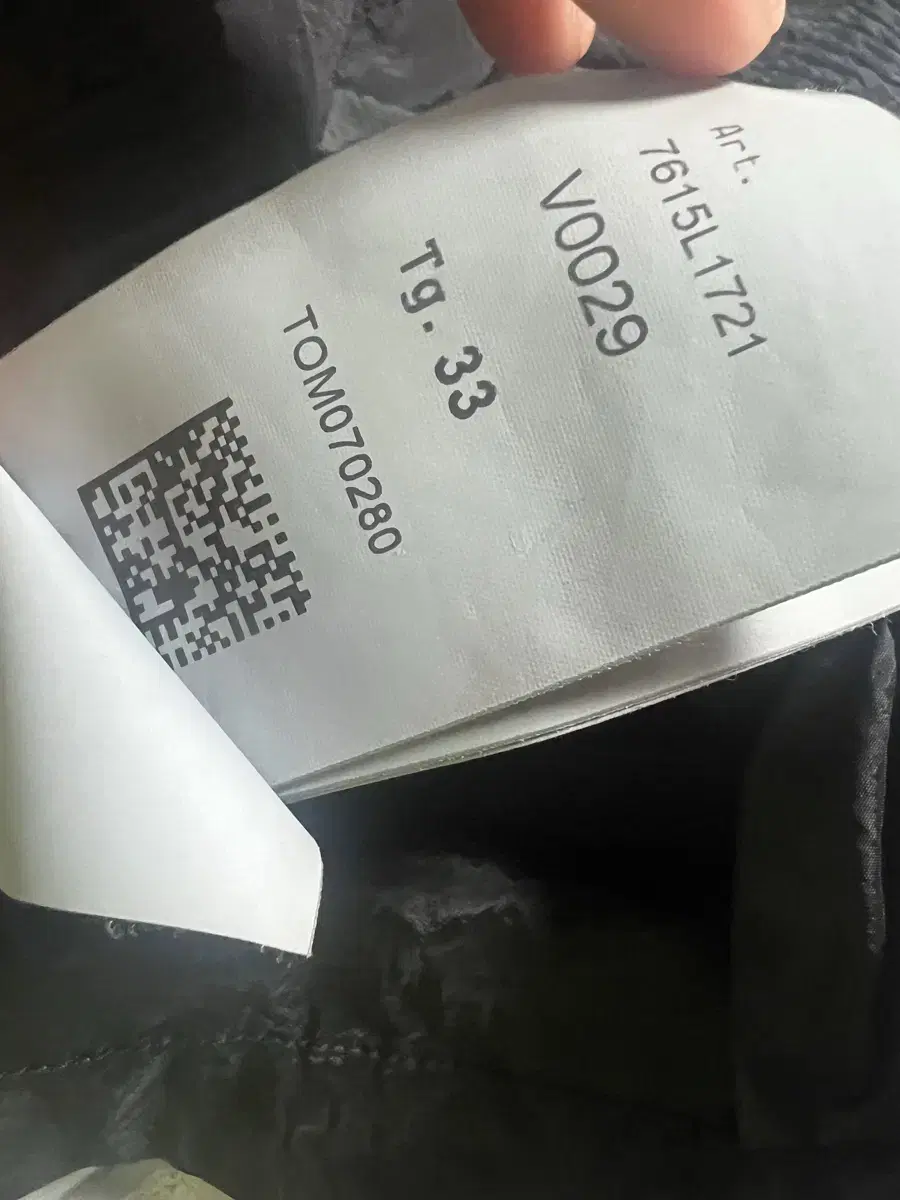 Art.
7615L1721
V0029
Tg. 33
TOM070280